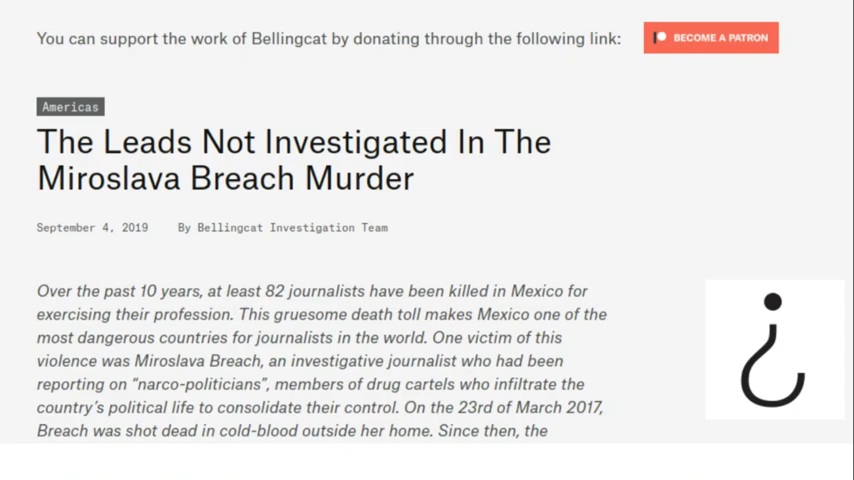 You can support the work of Bellingcat by donating through the following link:
BECOME A PATRON
Americas
The Leads Not Investigated In The
Miroslava Breach Murder
September 4, 2019 By Bellingcat Investigation Team
Over the past 10 years, at least 82 journalists have been killed in Mexico for
exercising their profession. This gruesome death toll makes Mexico one of the
most dangerous countries for journalists in the world. One victim of this
violence was Miroslava Breach, an investigative journalist who had been
reporting on "narco-politicians”, members of drug cartels who infiltrate the
country’s political life to consolidate their control. On the 23rd of March 2017,
Breach was shot dead in cold-blood outside her home. Since then, the
¿